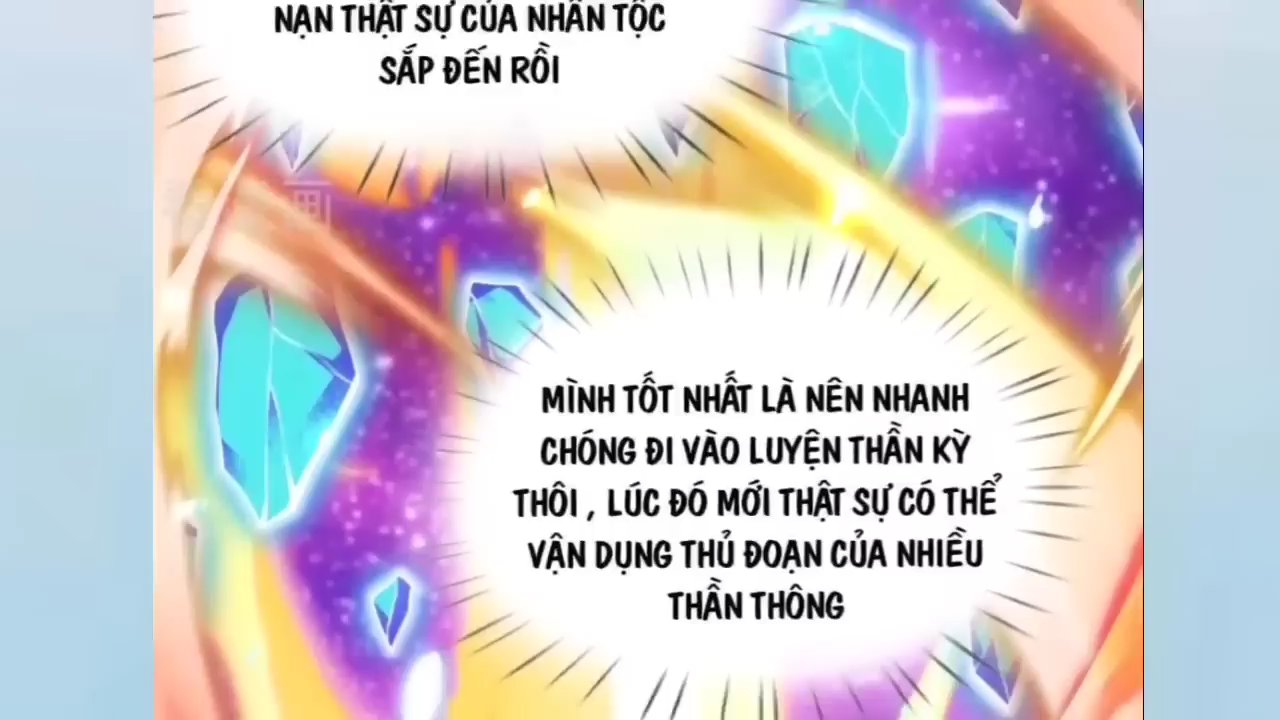 NẠN THẬT SỰ CỦA NHÂN TỘC
SẮP ĐẾN RỒI
MÌNH TỐT NHẤT LÀ NÊN NHANH
CHÓNG ĐI VÀO LUYỆN THẦN KỲ
THÔI , LÚC ĐÓ MỚI THẬT SỰ CÓ THỂ
VẬN DỤNG THỦ ĐOẠN CỦA NHIỀU
THẦN THÔNG